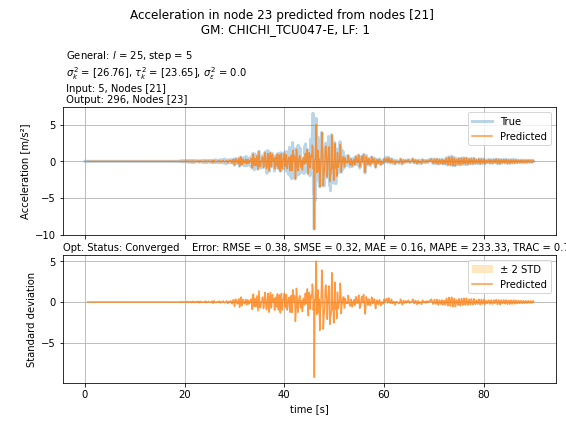 Acceleration in node 23 predicted from nodes [21]
GM: CHICHI_TCU047-E, LF: 1
General: l = 25, step = 5
σ²ₖ = [26.76], τ²ₖ = [23.65], σ²ₑ = 0.0
Input: 5, Nodes [21]
Output: 296, Nodes [23]
True
Predicted
Acceleration [m/s²]
5
0
−5
−10
Opt. Status: Converged Error: RMSE = 0.38, SMSE = 0.32, MAE = 0.16, MAPE = 233.33, TRAC = 0.7
± 2 STD
Predicted
Standard deviation
5
0
−5
0 20 40 60 80
time [s]